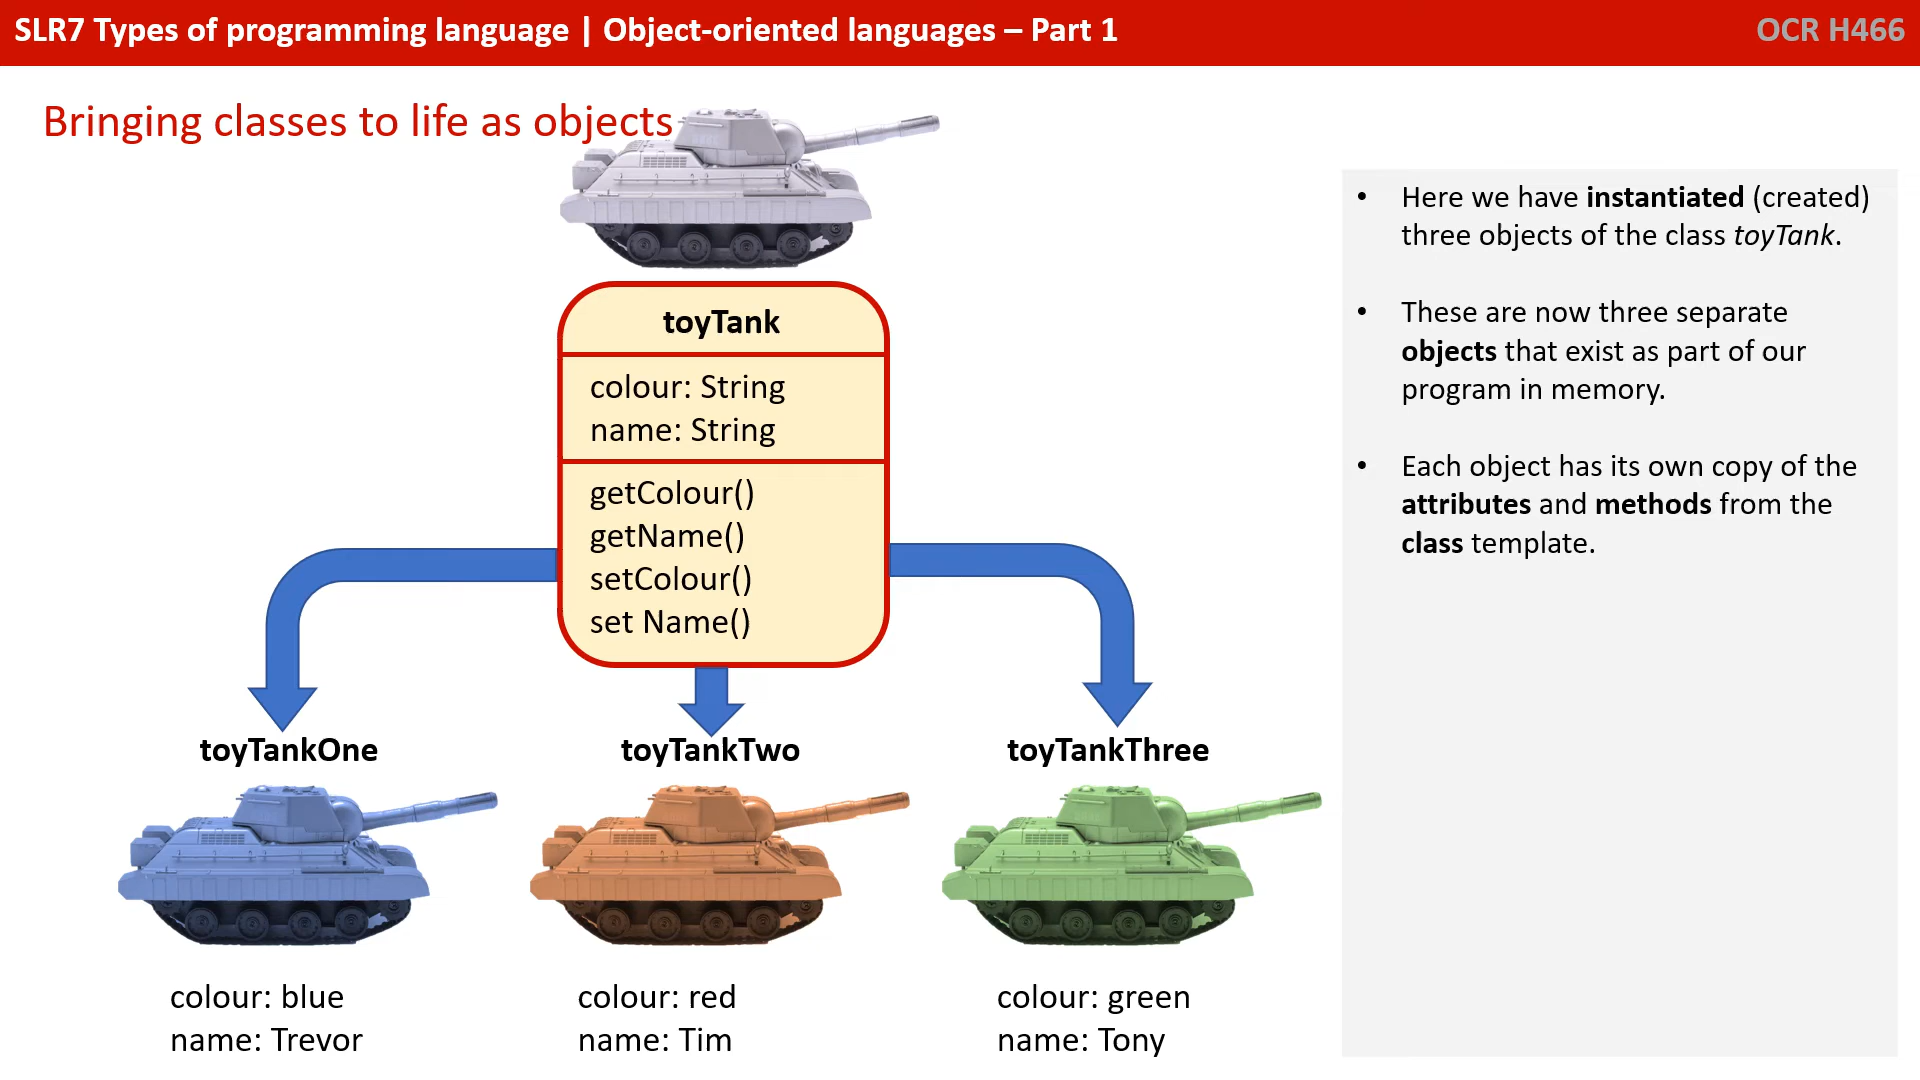 SLR7 Types of programming language | Object-oriented languages – Part 1
OCR H466
Bringing classes to life as objects
toyTank
colour: String
name: String
getColour()
getName()
setColour()
set Name()
toyTankOne
toyTankTwo
toyTankThree
colour: blue
name: Trevor
colour: red
name: Tim
colour: green
name: Tony
• Here we have instantiated (created)
three objects of the class toyTank.
• These are now three separate
objects that exist as part of our
program in memory.
• Each object has its own copy of the
attributes and methods from the
class template.